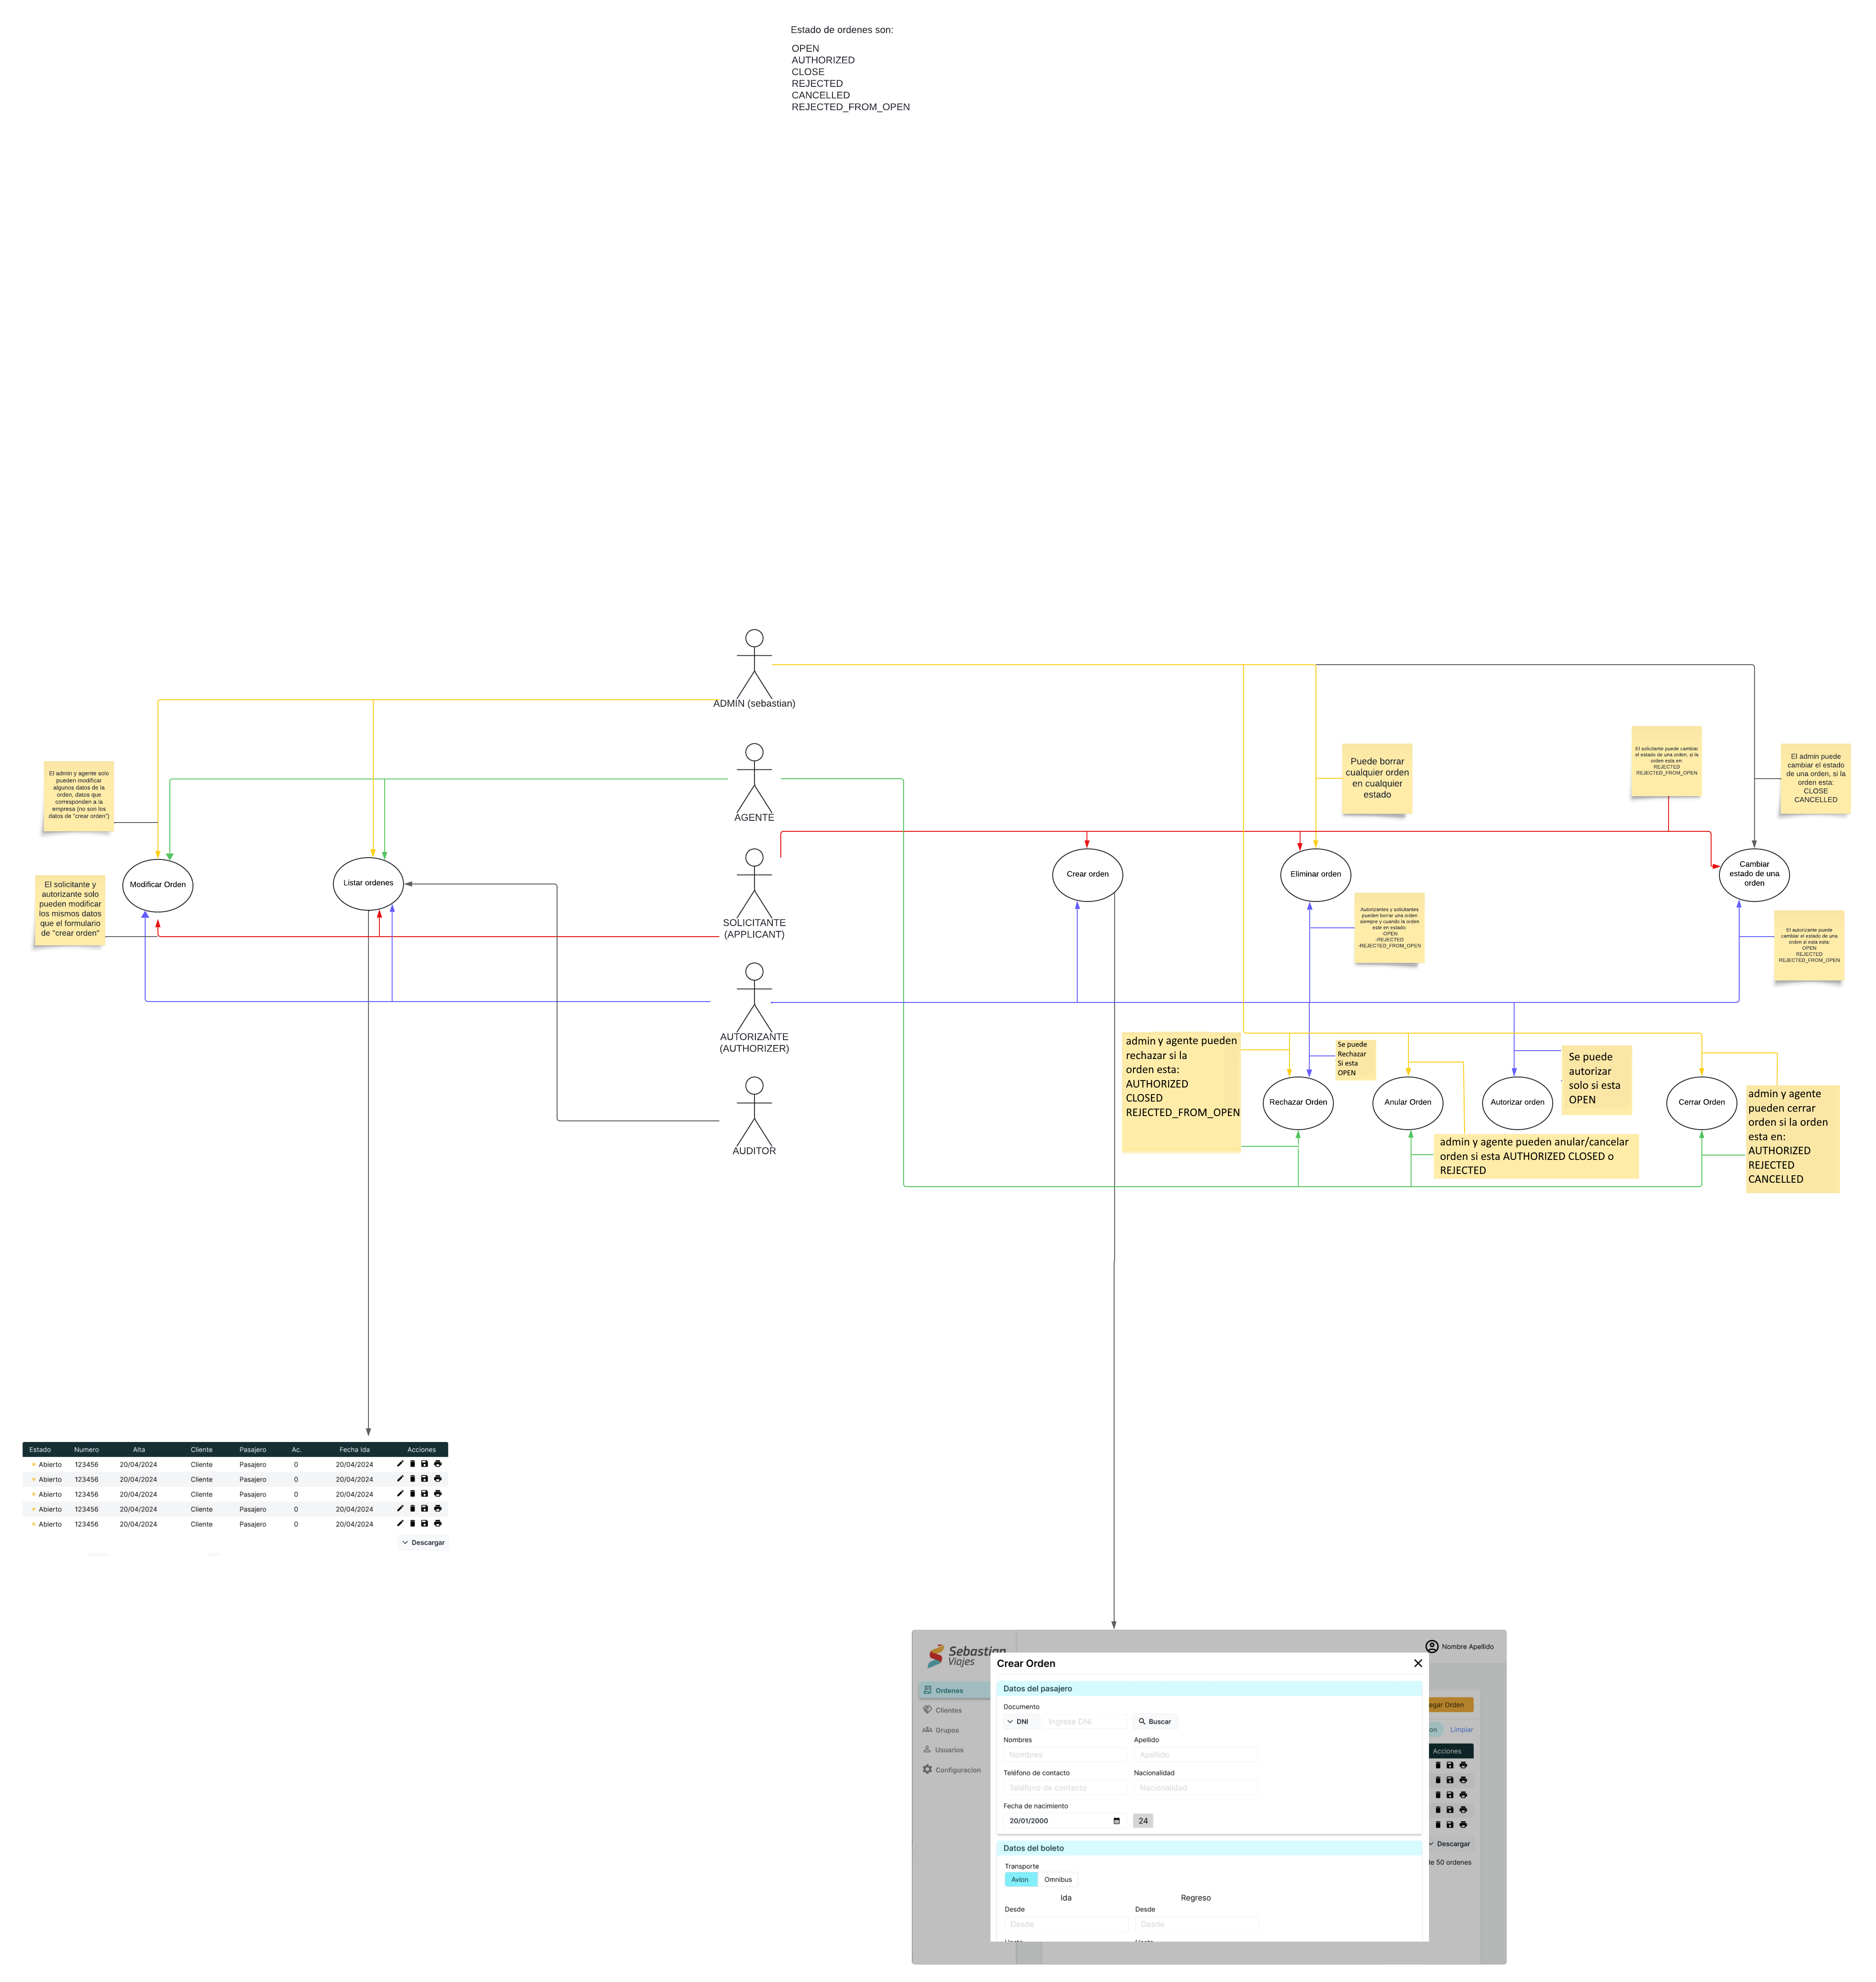 Estado de ordenes son:
OPEN
AUTHORIZED
CLOSE
REJECTED
CANCELLED
REJECTED_FROM_OPEN
ADMIN (sebastian)
El admin y agente solo
pueden modificar
algunos datos de la
orden, datos que
corresponden a la
empresa (no son los
datos de "crear orden")
AGENTE
Puede borrar
cualquier orden
en cualquier
estado
El solicitante puede cambiar
el estado de una orden, si la
orden esta en:
REJECTED
REJECTED_FROM_OPEN
El admin puede
cambiar el estado
de una orden, si la
orden esta:
CLOSE
CANCELLED
El solicitante y
autorizante solo
pueden modificar
los mismos datos
que el formulario
de "crear orden"
Modificar Orden
Listar ordenes
SOLICITANTE
(APPLICANT)
Crear orden
Eliminar orden
Cambiar
estado de una
orden
Autorizantes y solicitantes
pueden borrar una orden
siempre y cuando la orden
este en estado:
-OPEN
-REJECTED
-REJECTED_FROM_OPEN
El autorizante puede
cambiar el estado de una
orden si esta esta:
OPEN
REJECTED
REJECTED_FROM_OPEN
AUTORIZANTE
(AUTHORIZER)
admin y agente pueden
rechazar si la
orden esta:
AUTHORIZED
CLOSED
REJECTED_FROM_OPEN
Se puede
Rechazar
Si esta
OPEN
Se puede
autorizar
solo si esta
OPEN
Rechazar Orden
Anular Orden
Autorizar orden
Cerrar Orden
admin y agente
pueden cerrar
orden si la orden
esta en:
AUTHORIZED
REJECTED
CANCELLED
admin y agente pueden anular/cancelar
orden si esta AUTHORIZED CLOSED o
REJECTED
AUDITOR
Estado Numero Alta Cliente Pasajero Ac. Fecha Ida Acciones
Abierto 123456 20/04/2024 Cliente Pasajero 0 20/04/2024
Abierto 123456 20/04/2024 Cliente Pasajero 0 20/04/2024
Abierto 123456 20/04/2024 Cliente Pasajero 0 20/04/2024
Abierto 123456 20/04/2024 Cliente Pasajero 0 20/04/2024
Abierto 123456 20/04/2024 Cliente Pasajero 0 20/04/2024
Descargar
Sebastian
Viajes
Nombre Apellido
Ordenes
Clientes
Grupos
Usuarios
Configuracion
Crear Orden
Datos del pasajero
Documento
DNI Ingrese DNI Buscar
Nombres Apellido
Nombres Apellido
Teléfono de contacto Nacionalidad
Teléfono de contacto Nacionalidad
Fecha de nacimiento
20/01/2000 24
Datos del boleto
Transporte
Avion Omnibus
Ida Regreso
Desde Desde
Desde Desde
egar Orden
on Limpiar
Acciones
Descargar
de 50 ordenes